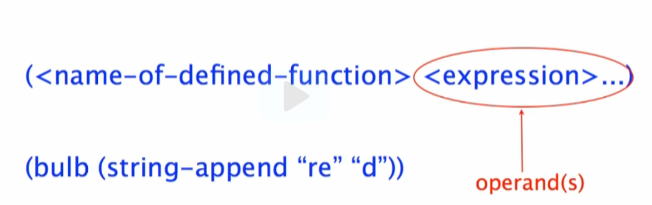 (<name-of-defined-function> <expression>...)
(bulb (string-append “re” “d”))
operand(s)